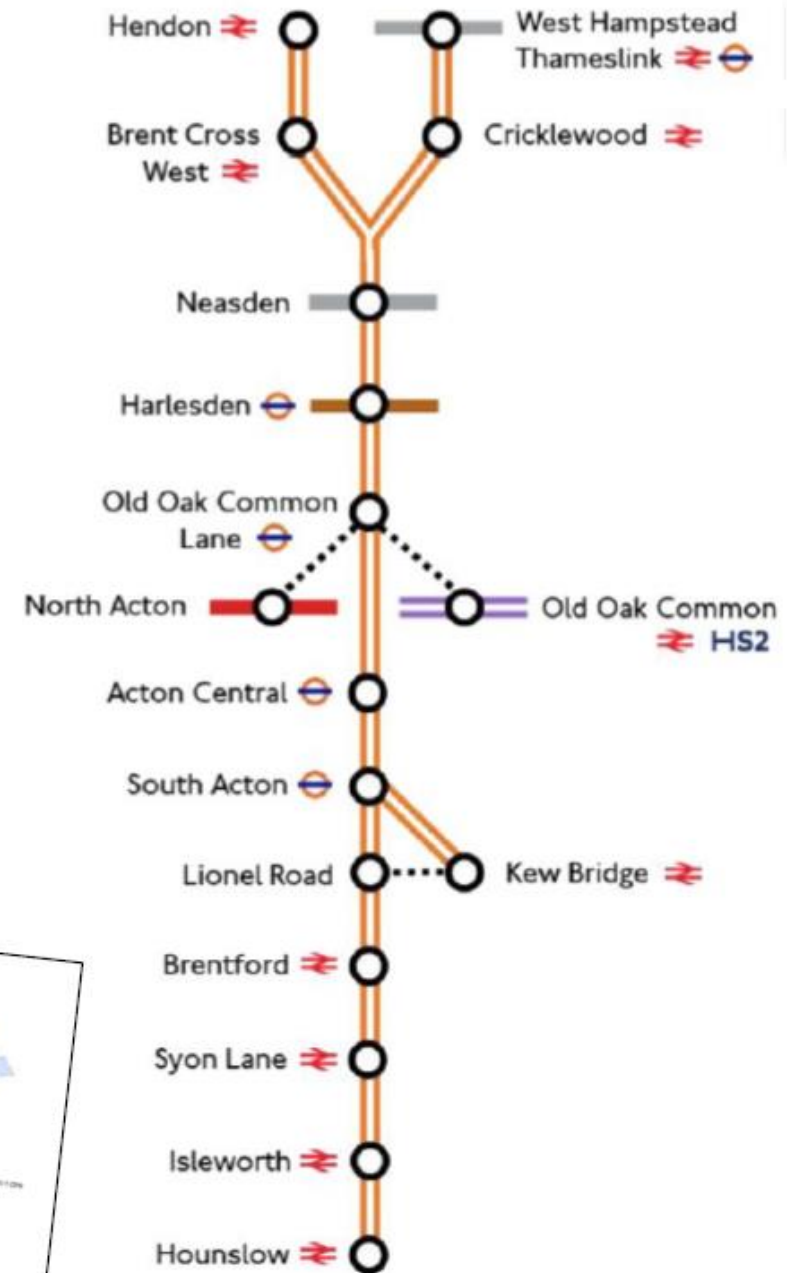 Hendon
West Hampstead
Thameslink
Brent Cross
West
Cricklewood
Neasden
Harlesden
Old Oak Common
Lane
North Acton
Old Oak Common
HS2
Acton Central
South Acton
Lionel Road
Kew Bridge
Brentford
Syon Lane
Isleworth
Hounslow